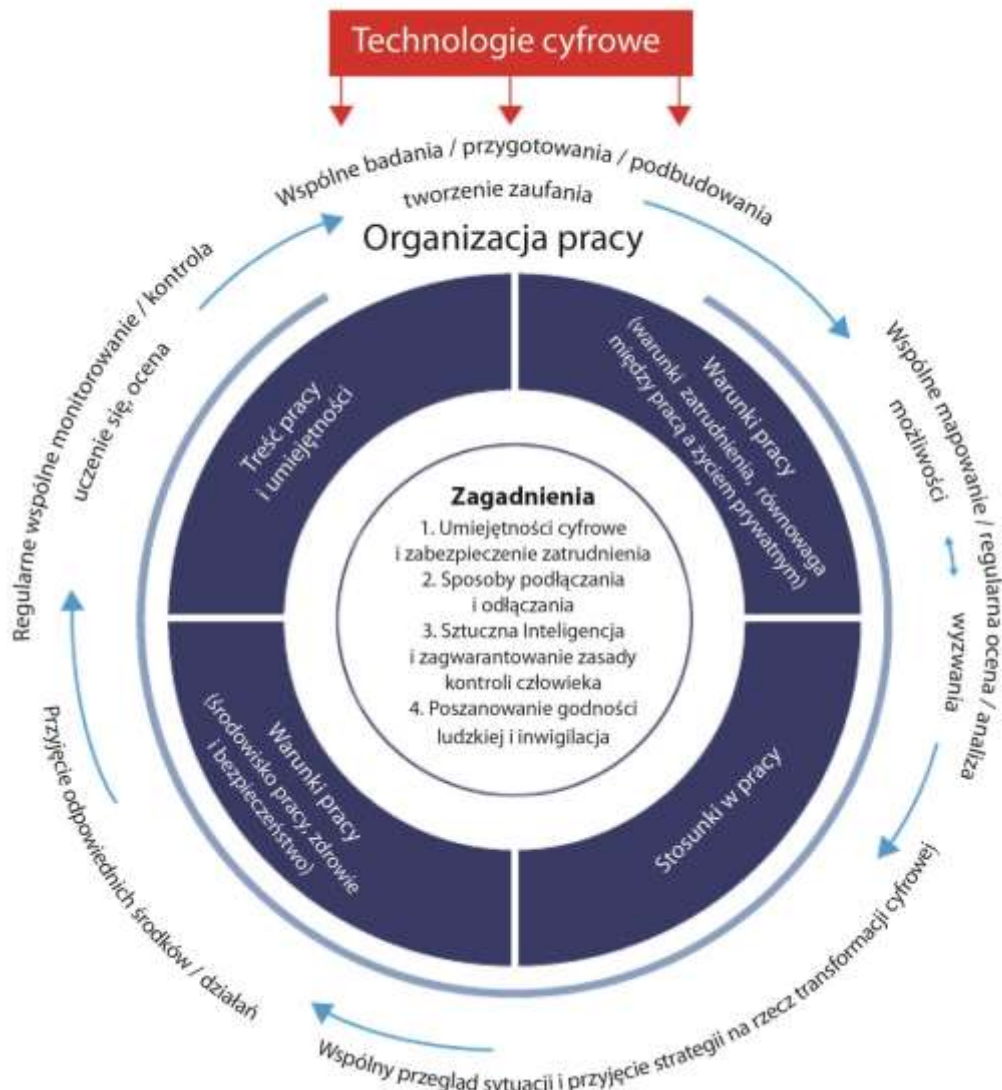 Technologie cyfrowe
Wspólne badania / przygotowania / podbudowania
tworzenie zaufania
Organizacja pracy
Wspólne mapowanie / regularna ocena / analiza
możliwości
wyzwania
Wspólny przegląd sytuacji i przyjęcie strategii na rzecz transformacji cyfrowej
Przyjęcie odpowiednich środków / działań
Regularne wspólne monitorowanie / kontrola
uczenie się, ocena
Treść pracy
i umiejętności
Warunki pracy
(warunki zatrudnienia, równowaga
między pracą a życiem prywatnym)
Stosunki w pracy
Warunki pracy
(środowisko pracy, zdrowie
i bezpieczeństwo)
Zagadnienia
1. Umiejętności cyfrowe
i zabezpieczenie zatrudnienia
2. Sposoby podłączania
i odłączania
3. Sztuczna Inteligencja
i zagwarantowanie zasady
kontroli człowieka
4. Poszanowanie godności
ludzkiej i inwigilacja